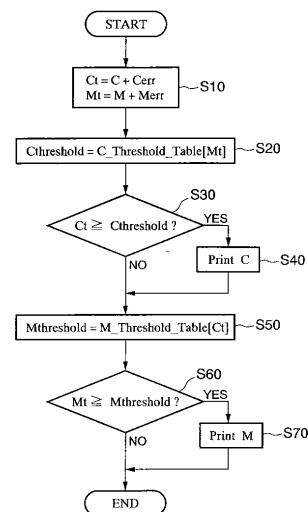 START
Ct = C + Cerr
Mt = M + Merr
S10
Cthreshold = C_Threshold_Table[Mt]
S20
S30
Ct ≧ Cthreshold ?
YES
Print C
S40
NO
Mthreshold = M_Threshold_Table[Ct]
S50
S60
Mt ≧ Mthreshold ?
YES
Print M
S70
NO
END